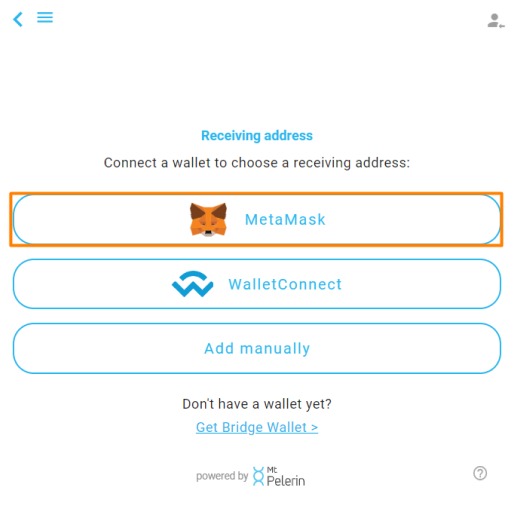 Receiving address
Connect a wallet to choose a receiving address:
MetaMask
WalletConnect
Add manually
Don't have a wallet yet?
Get Bridge Wallet >
powered by Mt Pelerin
?